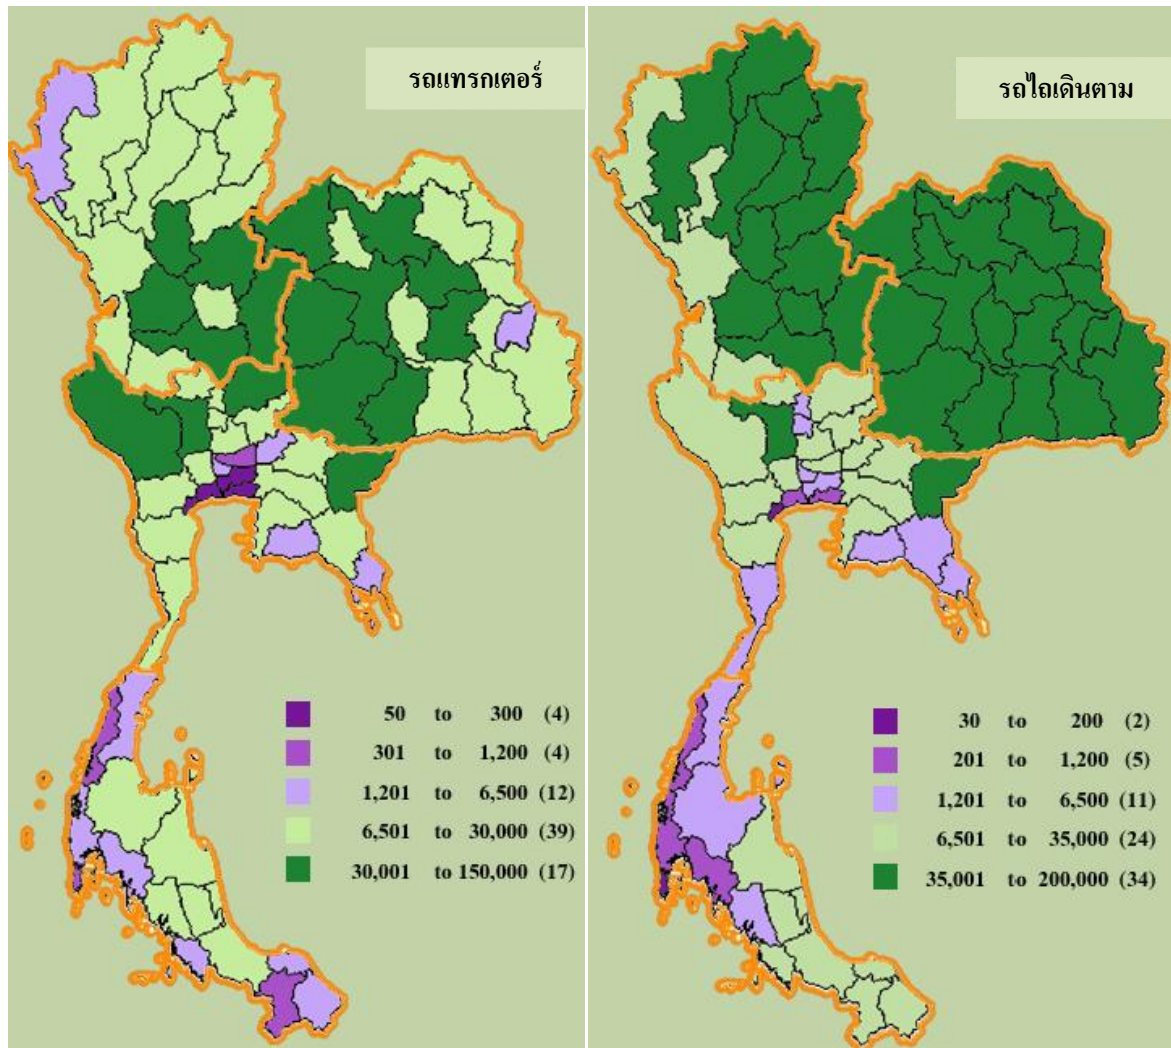 รถแทรกเตอร์
รถไถเดินตาม
50 to 300 (4)
301 to 1,200 (4)
1,201 to 6,500 (12)
6,501 to 30,000 (39)
30,001 to 150,000 (17)
30 to 200 (2)
201 to 1,200 (5)
1,201 to 6,500 (11)
6,501 to 35,000 (24)
35,001 to 200,000 (34)